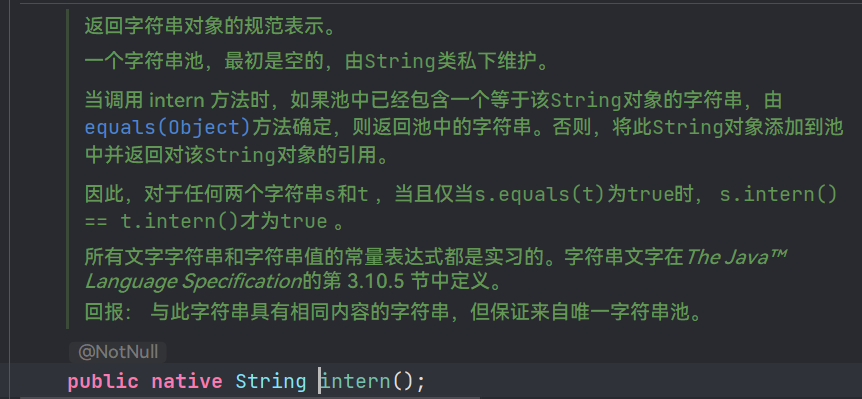 返回字符串对象的规范表示。
一个字符串池，最初是空的，由String类私下维护。
当调用 intern 方法时，如果池中已经包含一个等于该String对象的字符串，由
equals(Object)方法确定，则返回池中的字符串。否则，将此String对象添加到池
中并返回对该String对象的引用。
因此，对于任何两个字符串s和t ，当且仅当s.equals(t)为true时， s.intern()
== t.intern()才为true 。
所有文字字符串和字符串值的常量表达式都是实习的。字符串文字在The Java™
Language Specification的第 3.10.5 节中定义。
回报： 与此字符串具有相同内容的字符串，但保证来自唯一字符串池。
@NotNull
public native String intern();